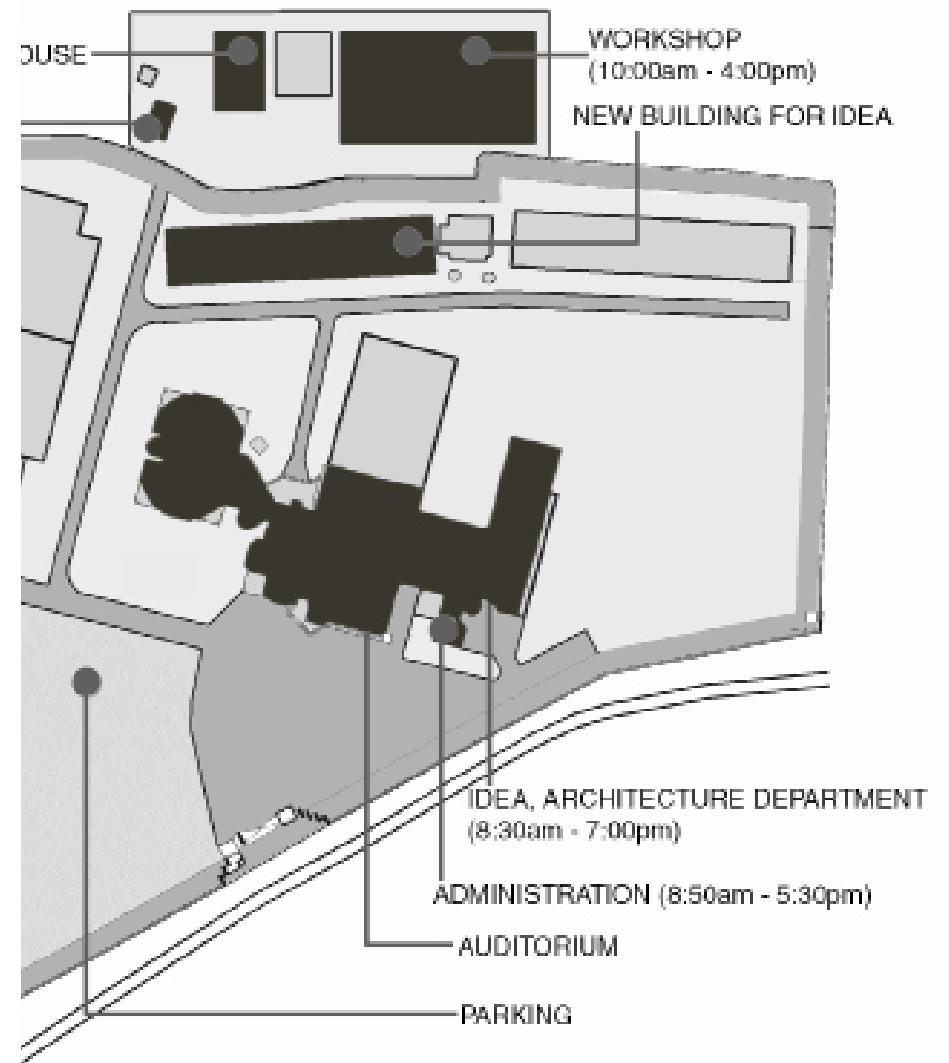 OUSE
WORKSHOP
(10:00am - 4:00pm)
NEW BUILDING FOR IDEA
IDEA, ARCHITECTURE DEPARTMENT
(8:30am - 7:00pm)
ADMINISTRATION (8:50am - 5:30pm)
AUDITORIUM
PARKING